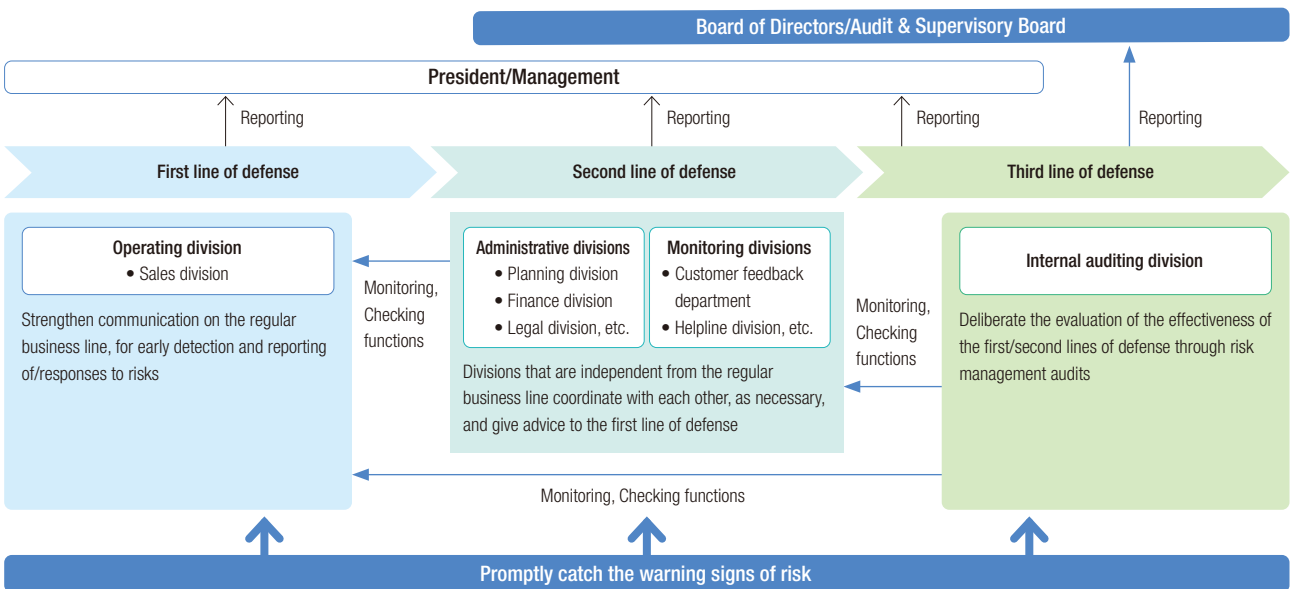 Board of Directors/Audit & Supervisory Board
President/Management
Reporting
Reporting
Reporting
Reporting
First line of defense
Second line of defense
Third line of defense
Operating division
• Sales division
Strengthen communication on the regular
business line, for early detection and reporting
of/responses to risks
Monitoring,
Checking
functions
Administrative divisions
• Planning division
• Finance division
• Legal division, etc.
Monitoring divisions
• Customer feedback
department
• Helpline division, etc.
Divisions that are independent from the regular
business line coordinate with each other, as necessary,
and give advice to the first line of defense
Monitoring,
Checking
functions
Internal auditing division
Deliberate the evaluation of the effectiveness of
the first/second lines of defense through risk
management audits
Monitoring, Checking functions
Promptly catch the warning signs of risk